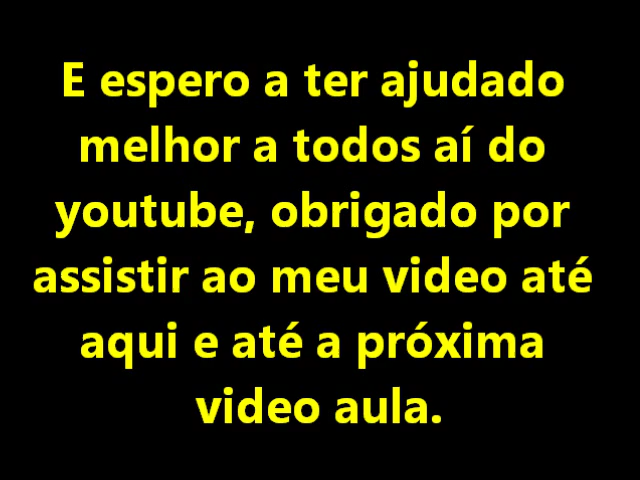 E espero a ter ajudado
melhor a todos aí do
youtube, obrigado por
assistir ao meu video até
aqui e até a próxima
video aula.